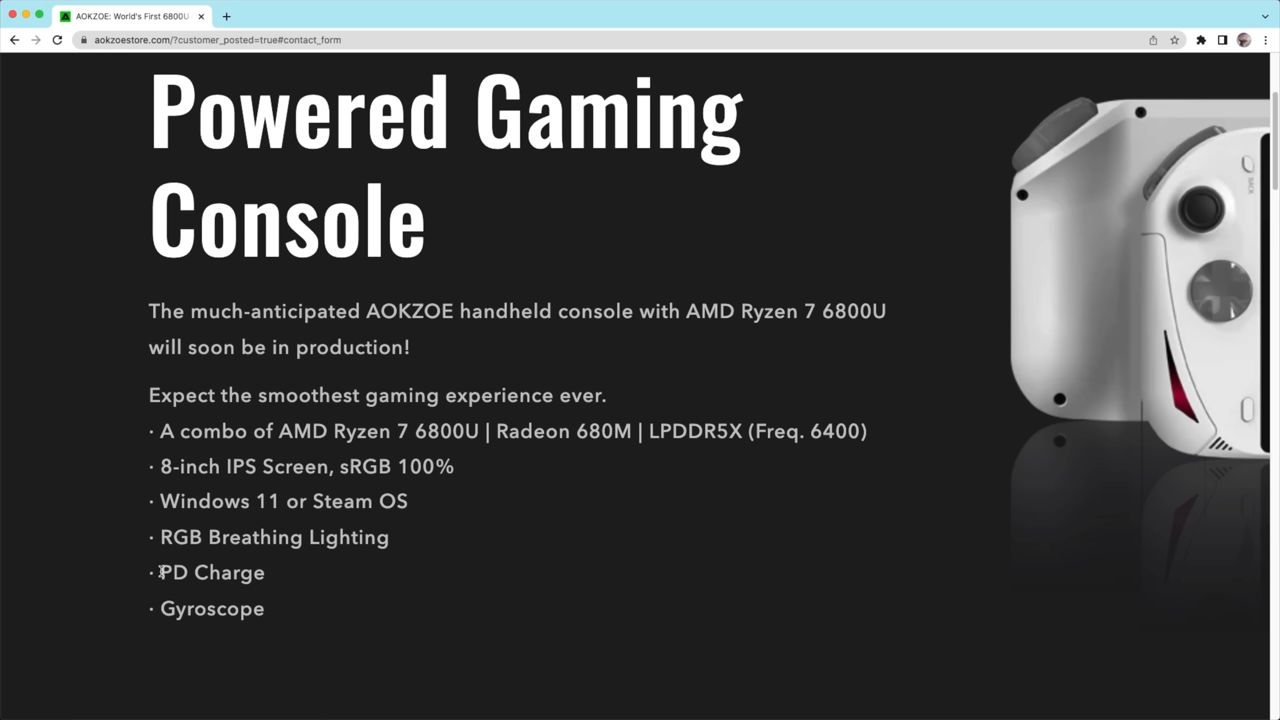 AOKZOE: World's First 6800U
aokzoestore.com/?customer_posted=true#contact_form
Powered Gaming
Console
The much-anticipated AOKZOE handheld console with AMD Ryzen 7 6800U
will soon be in production!
Expect the smoothest gaming experience ever.
· A combo of AMD Ryzen 7 6800U | Radeon 680M | LPDDR5X (Freq. 6400)
· 8-inch IPS Screen, sRGB 100%
· Windows 11 or Steam OS
· RGB Breathing Lighting
· PD Charge
· Gyroscope
BACK